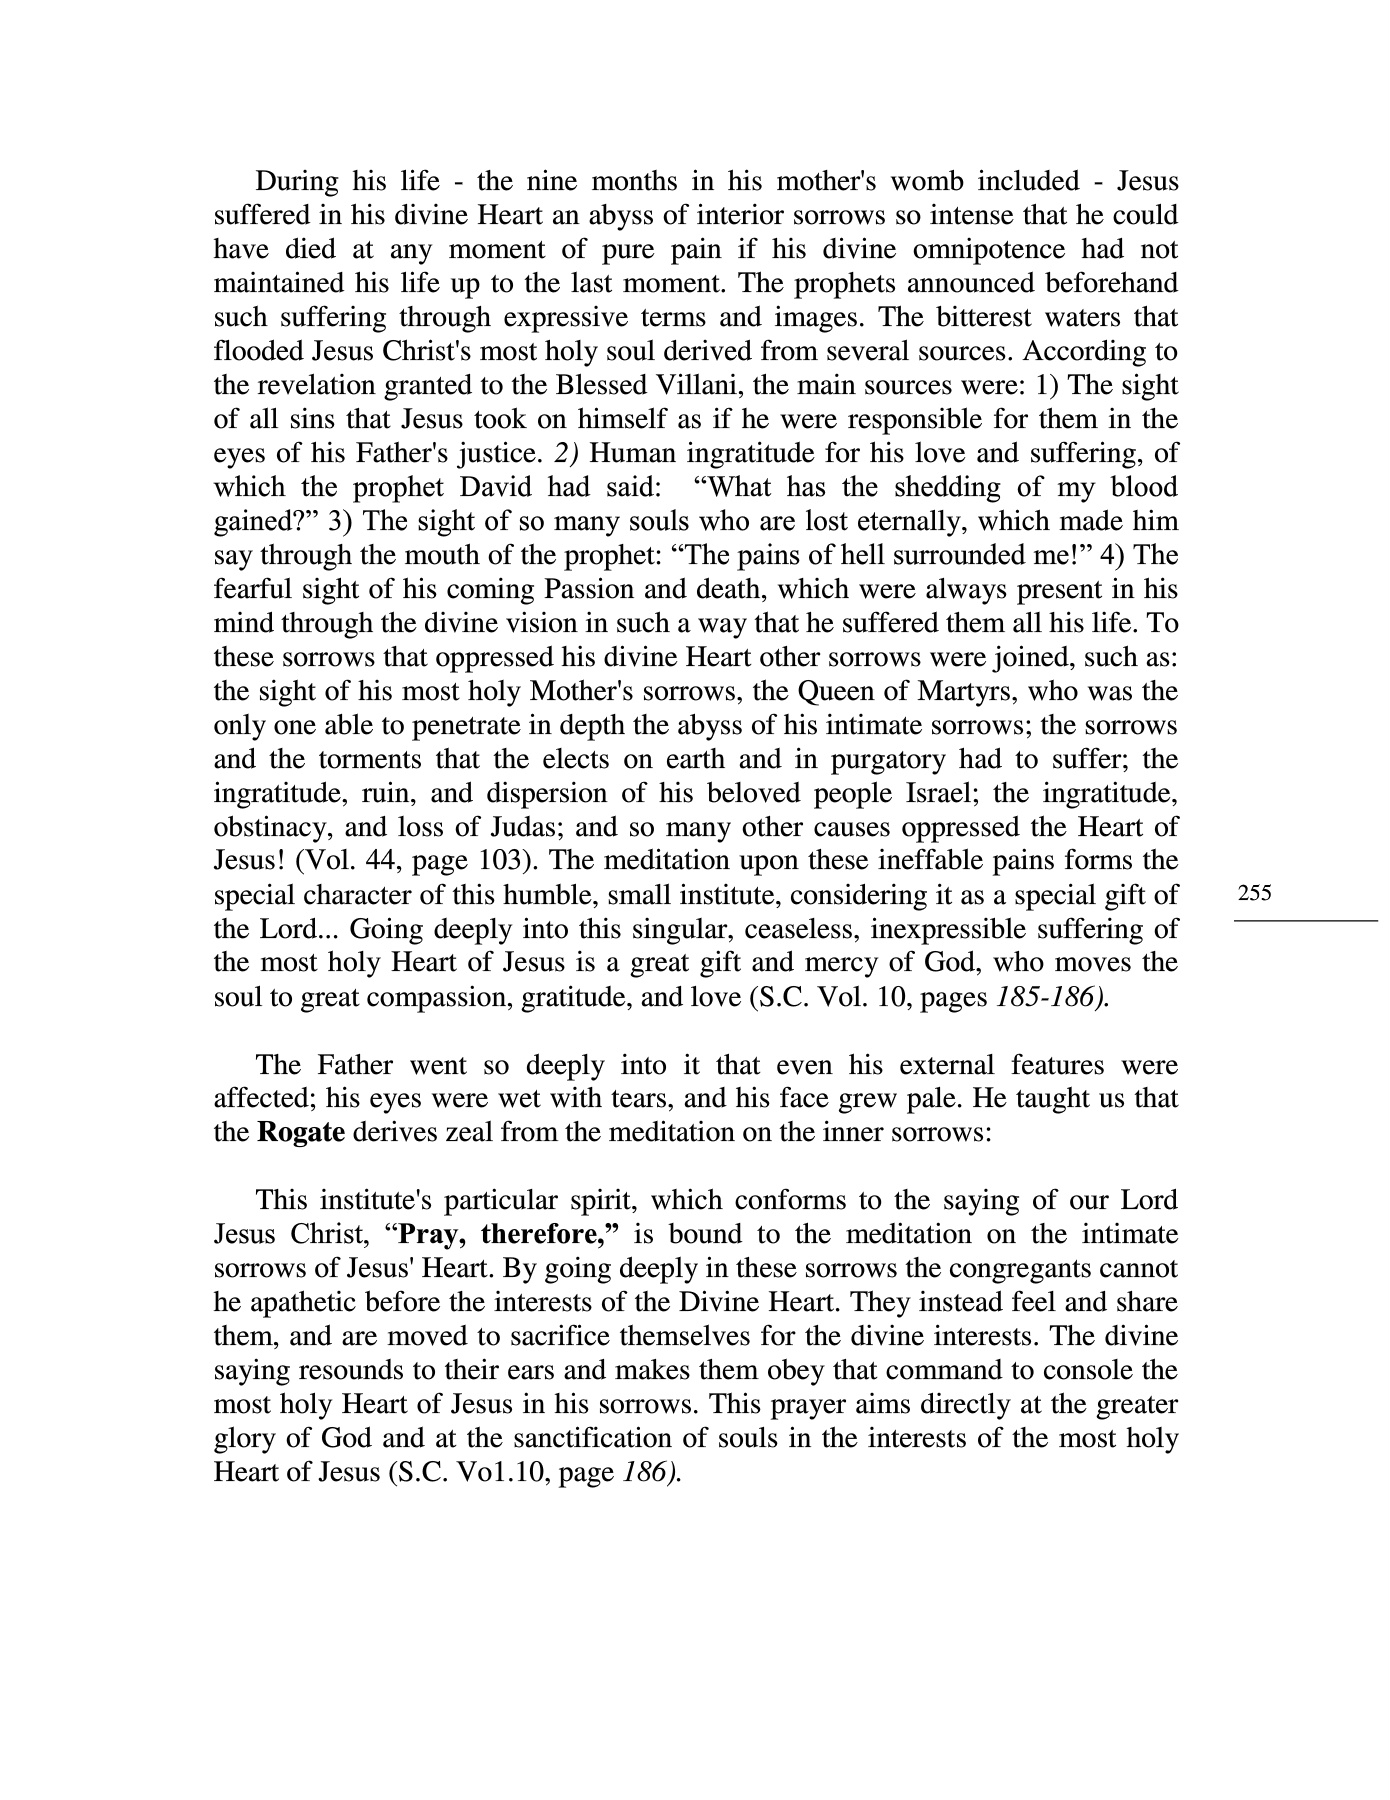 During his life - the nine months in his mother's womb included - Jesus
suffered in his divine Heart an abyss of interior sorrows so intense that he could
have died at any moment of pure pain if his divine omnipotence had not
maintained his life up to the last moment. The prophets announced beforehand
such suffering through expressive terms and images. The bitterest waters that
flooded Jesus Christ's most holy soul derived from several sources. According to
the revelation granted to the Blessed Villani, the main sources were: 1) The sight
of all sins that Jesus took on himself as if he were responsible for them in the
eyes of his Father's justice. 2) Human ingratitude for his love and suffering, of
which the prophet David had said: “What has the shedding of my blood
gained?” 3) The sight of so many souls who are lost eternally, which made him
say through the mouth of the prophet: “The pains of hell surrounded me!” 4) The
fearful sight of his coming Passion and death, which were always present in his
mind through the divine vision in such a way that he suffered them all his life. To
these sorrows that oppressed his divine Heart other sorrows were joined, such as:
the sight of his most holy Mother's sorrows, the Queen of Martyrs, who was the
only one able to penetrate in depth the abyss of his intimate sorrows; the sorrows
and the torments that the elects on earth and in purgatory had to suffer; the
ingratitude, ruin, and dispersion of his beloved people Israel; the ingratitude,
obstinacy, and loss of Judas; and so many other causes oppressed the Heart of
Jesus! (Vol. 44, page 103). The meditation upon these ineffable pains forms the
special character of this humble, small institute, considering it as a special gift of
the Lord... Going deeply into this singular, ceaseless, inexpressible suffering of
the most holy Heart of Jesus is a great gift and mercy of God, who moves the
soul to great compassion, gratitude, and love (S.C. Vol. 10, pages 185-186).
255
The Father went so deeply into it that even his external features were
affected; his eyes were wet with tears, and his face grew pale. He taught us that
the Rogate derives zeal from the meditation on the inner sorrows:
This institute's particular spirit, which conforms to the saying of our Lord
Jesus Christ, “Pray, therefore,” is bound to the meditation on the intimate
sorrows of Jesus' Heart. By going deeply in these sorrows the congregants cannot
he apathetic before the interests of the Divine Heart. They instead feel and share
them, and are moved to sacrifice themselves for the divine interests. The divine
saying resounds to their ears and makes them obey that command to console the
most holy Heart of Jesus in his sorrows. This prayer aims directly at the greater
glory of God and at the sanctification of souls in the interests of the most holy
Heart of Jesus (S.C. Vo1.10, page 186).